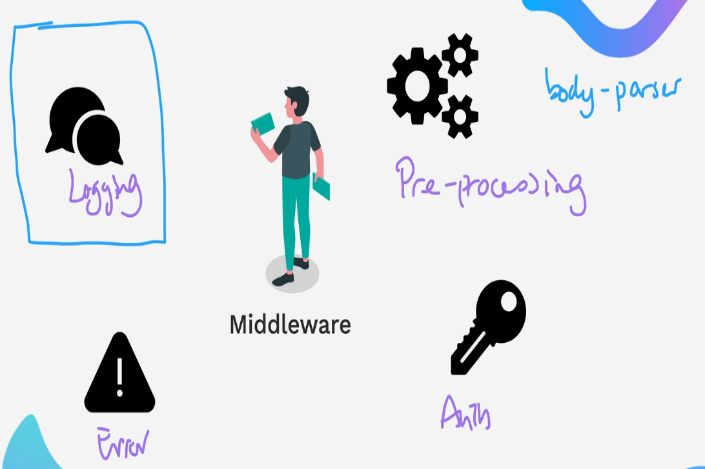 body-parser
Logging
Pre-processing
Middleware
Auth
Error